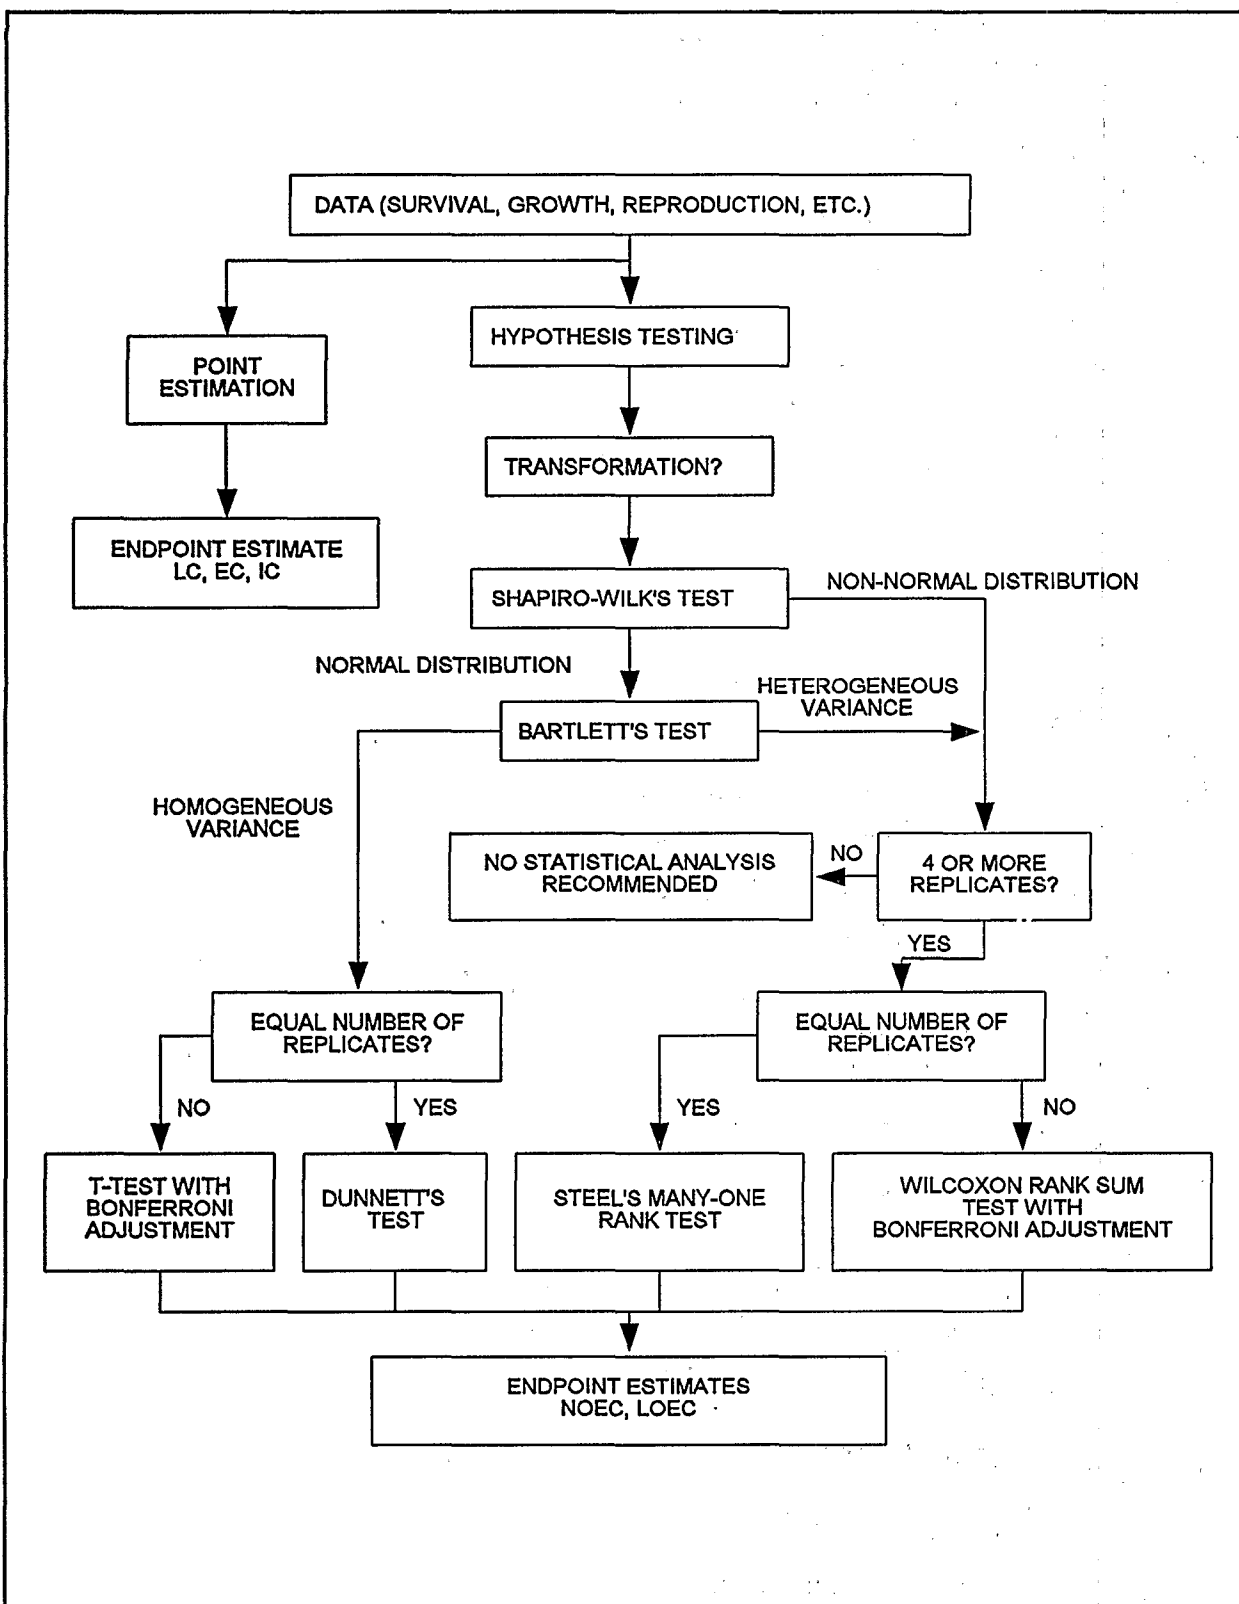 DATA (SURVIVAL, GROWTH, REPRODUCTION, ETC.)
HYPOTHESIS TESTING
POINT
ESTIMATION
TRANSFORMATION?
ENDPOINT ESTIMATE
LC, EC, IC
SHAPIRO-WILK'S TEST
NON-NORMAL DISTRIBUTION
NORMAL DISTRIBUTION
HETEROGENEOUS
VARIANCE
BARTLETT'S TEST
HOMOGENEOUS
VARIANCE
NO STATISTICAL ANALYSIS
RECOMMENDED
NO
4 OR MORE
REPLICATES?
YES
EQUAL NUMBER OF
REPLICATES?
EQUAL NUMBER OF
REPLICATES?
NO
YES
YES
NO
T-TEST WITH
BONFERRONI
ADJUSTMENT
DUNNETT'S
TEST
STEEL'S MANY-ONE
RANK TEST
WILCOXON RANK SUM
TEST WITH
BONFERRONI ADJUSTMENT
ENDPOINT ESTIMATES
NOEC, LOEC